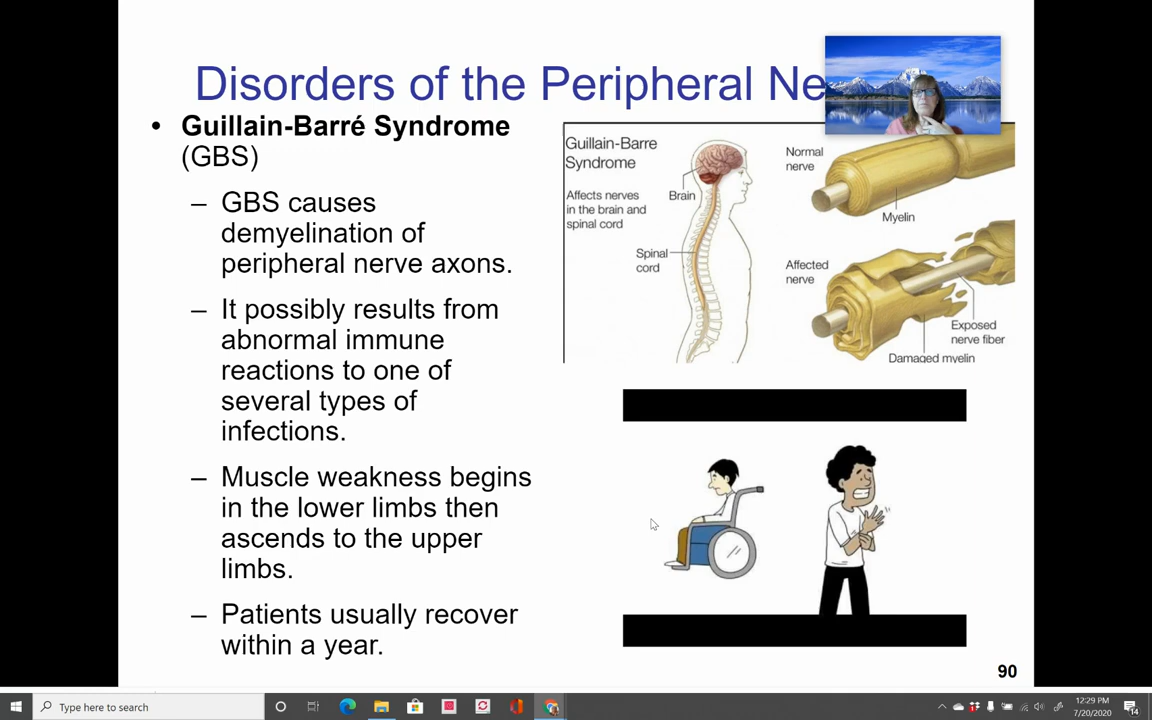 Disorders of the Peripheral Ne
• Guillain-Barré Syndrome
(GBS)
– GBS causes
demyelination of
peripheral nerve axons.
– It possibly results from
abnormal immune
reactions to one of
several types of
infections.
– Muscle weakness begins
in the lower limbs then
ascends to the upper
limbs.
– Patients usually recover
within a year.
Guillain-Barre
Syndrome
Affects nerves
in the brain and
spinal cord
Brain
Spinal
cord
Normal
nerve
Myelin
Affected
nerve
Exposed
nerve fiber
Damaged myelin
90
Type here to search
12:29 PM
7/20/2020
14